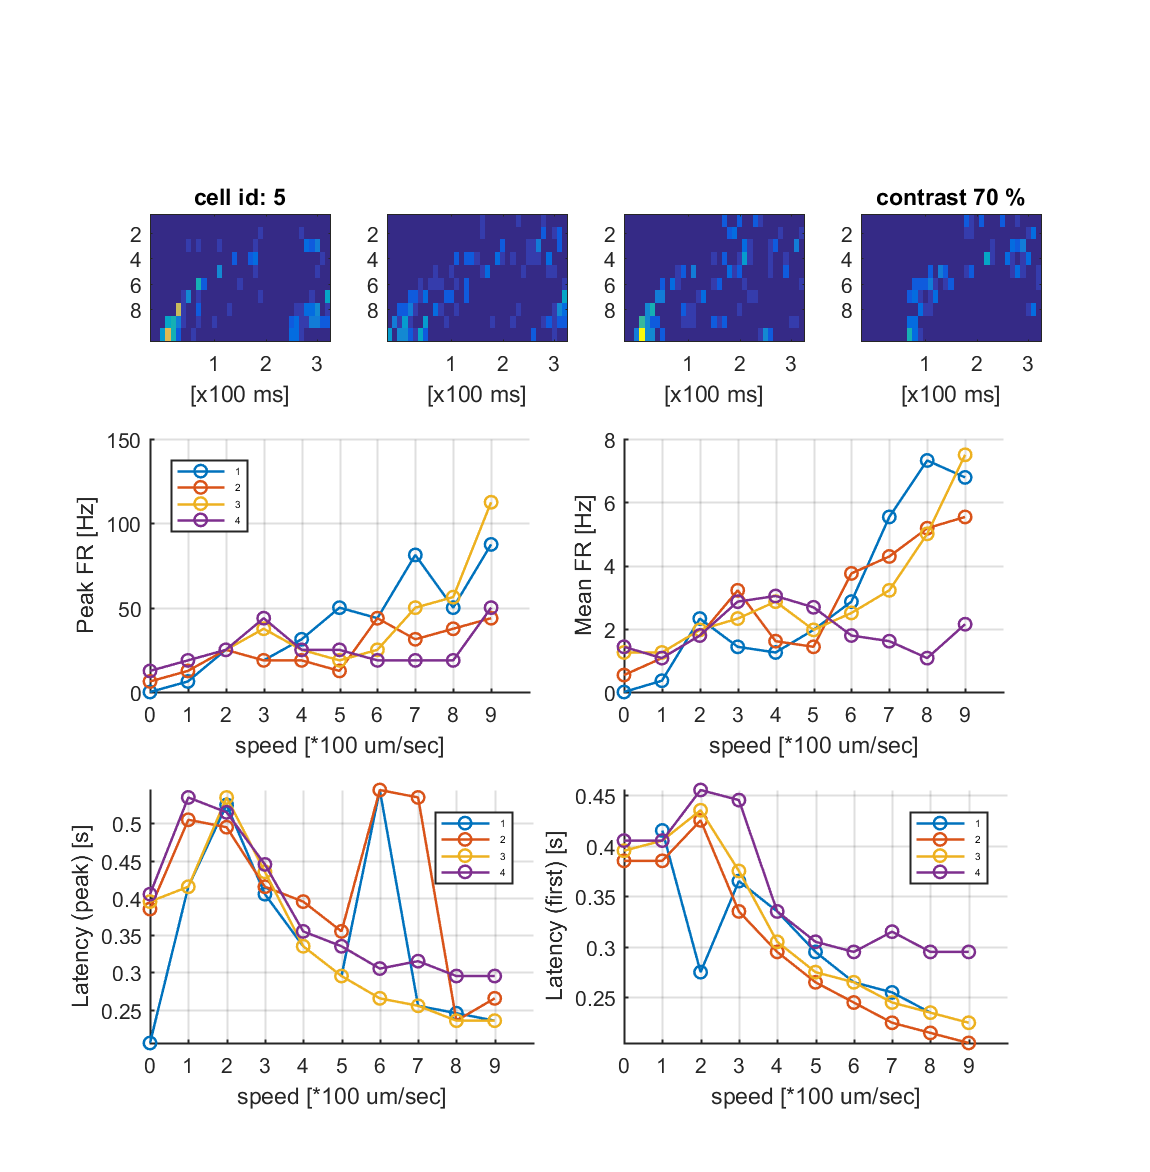 cell id: 5
contrast 70 %
2 2 2 2
4 4 4 4
6 6 6 6
8 8 8 8
1 2 3 1 2 3 1 2 3 1 2 3
[x100 ms] [x100 ms] [x100 ms] [x100 ms]
Peak FR [Hz]
150
100
50
0
1
2
3
4
0 1 2 3 4 5 6 7 8 9
speed [*100 um/sec]
Mean FR [Hz]
8
6
4
2
0
0 1 2 3 4 5 6 7 8 9
speed [*100 um/sec]
Latency (peak) [s]
0.5
0.45
0.4
0.35
0.3
0.25
1
2
3
4
0 1 2 3 4 5 6 7 8 9
speed [*100 um/sec]
Latency (first) [s]
0.45
0.4
0.35
0.3
0.25
1
2
3
4
0 1 2 3 4 5 6 7 8 9
speed [*100 um/sec]